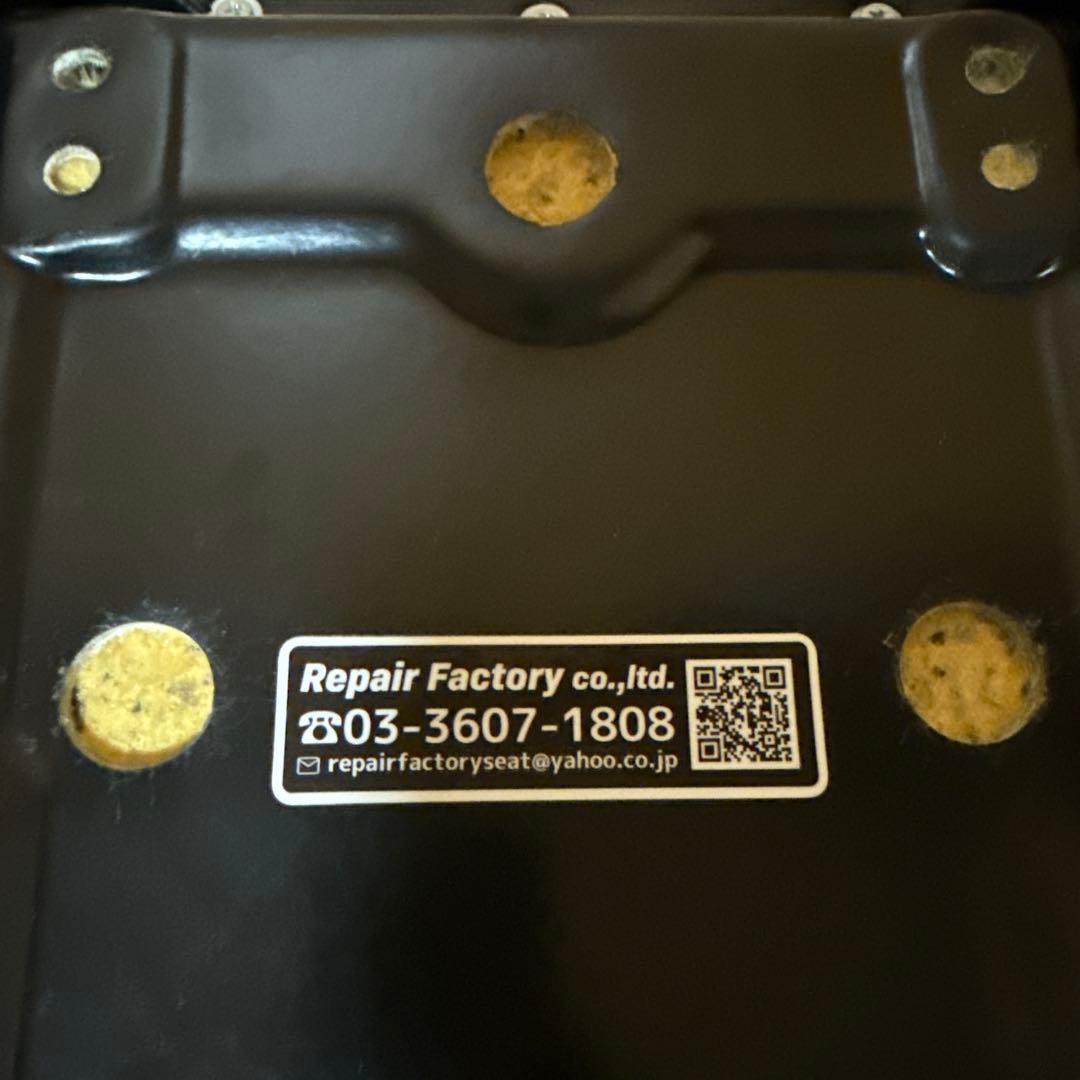 Repair Factory co.,ltd.
☎03-3607-1808
✉ repairfactoryseat@yahoo.co.jp